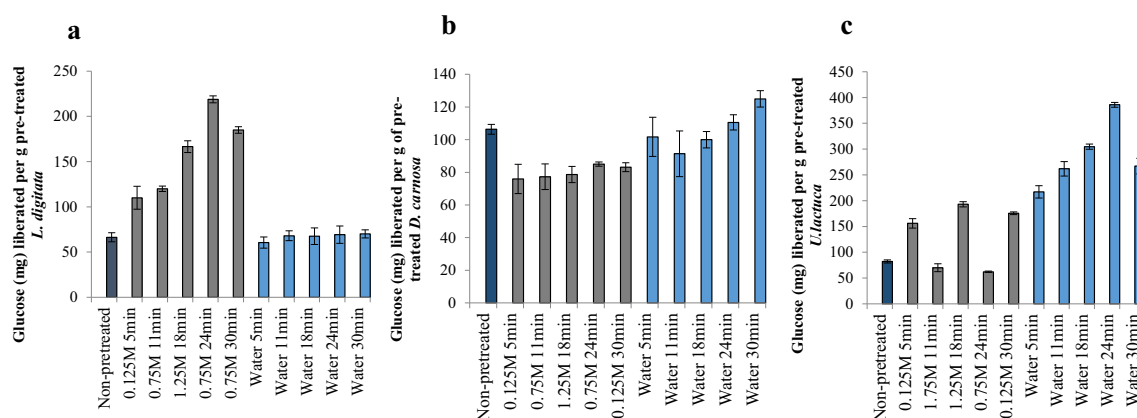 a
Glucose (mg) liberated per g pre-treated
L. digitata
250
200
150
100
50
0
Non-pretreated
0.125M 5min
0.75M 11min
1.25M 18min
0.75M 24min
0.75M 30min
Water 5min
Water 11min
Water 18min
Water 24min
Water 30min
b
Glucose (mg) liberated per g of pre-
treated D. carnosa
140
120
100
80
60
40
20
0
Non-pretreated
0.125M 5min
0.75M 11min
1.25M 18min
0.75M 24min
0.125M 30min
Water 5min
Water 11min
Water 18min
Water 24min
Water 30min
c
Glucose (mg) liberated per g pre-treated
U.lactuca
450
400
350
300
250
200
150
100
50
0
Non-pretreated
0.125M 5min
1.75M 11min
1.25M 18min
0.75M 24min
0.125M 30min
Water 5min
Water 11min
Water 18min
Water 24min
Water 30min